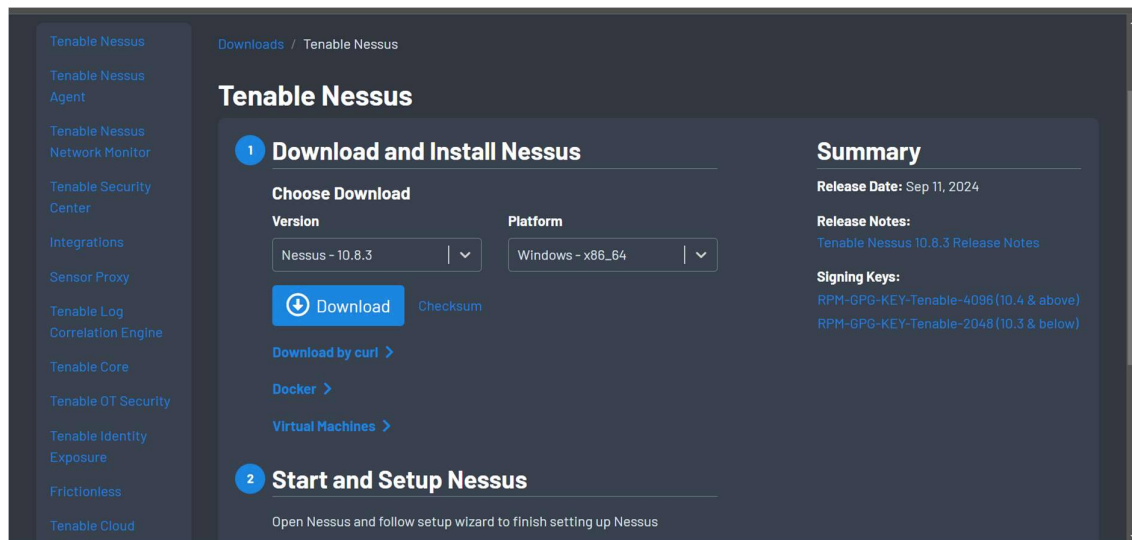 Tenable Nessus
Tenable Nessus
Agent
Tenable Nessus
Network Monitor
Tenable Security
Center
Integrations
Sensor Proxy
Tenable Log
Correlation Engine
Tenable Core
Tenable OT Security
Tenable Identity
Exposure
Frictionless
Tenable Cloud
Downloads / Tenable Nessus
Tenable Nessus
1 Download and Install Nessus
Choose Download
Version
Nessus - 10.8.3
Platform
Windows - x86_64
Download
Checksum
Download by curl
Docker
Virtual Machines
2 Start and Setup Nessus
Open Nessus and follow setup wizard to finish setting up Nessus
Summary
Release Date: Sep 11, 2024
Release Notes:
Tenable Nessus 10.8.3 Release Notes
Signing Keys:
RPM-GPG-KEY-Tenable-4096 (10.4 & above)
RPM-GPG-KEY-Tenable-2048 (10.3 & below)